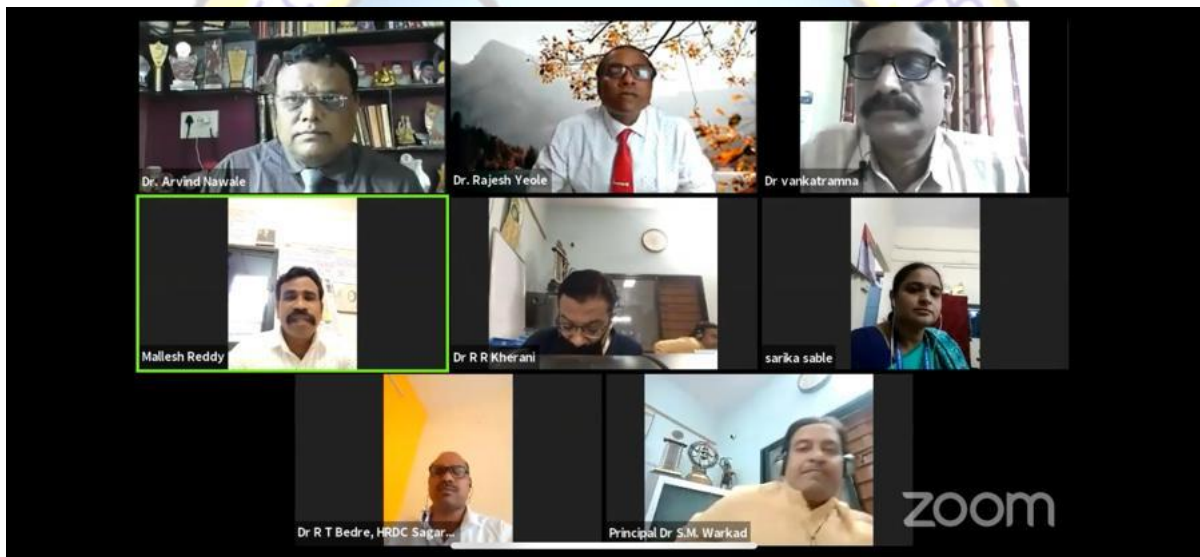 Dr. Arvind Nawale
Dr. Rajesh Yeole
Dr vankatramna
Mallesh Reddy
Dr R R Kherani
sarika sable
Dr R T Bedre, HRDC Sagar...
Principal Dr S.M. Warkad
zoom